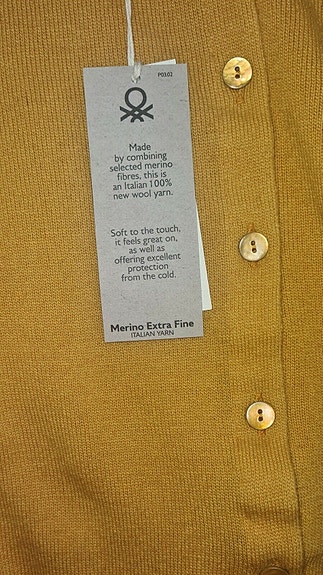 P0302
Made
by combining
selected merino
fibres, this is
an Italian 100%
new wool yarn.
Soft to the touch,
it feels great on,
as well as
offering excellent
protection
from the cold.
Merino Extra Fine
ITALIAN YARN